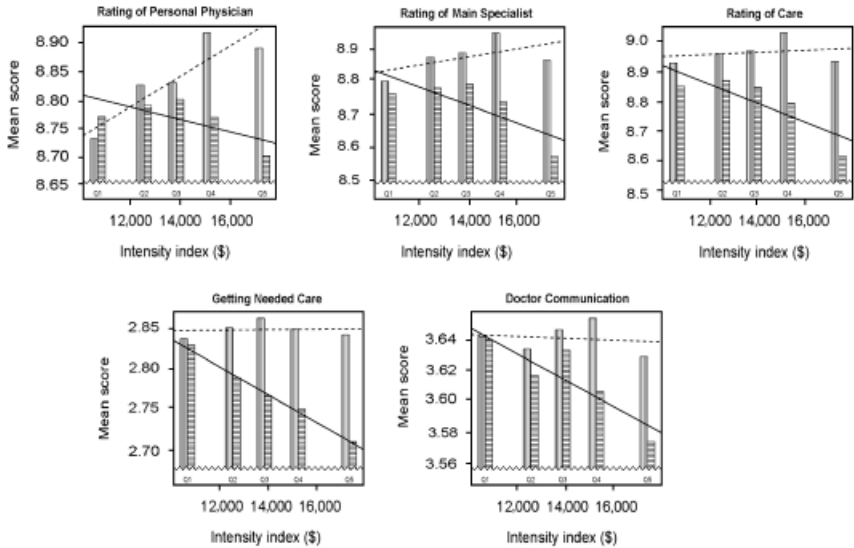 Rating of Personal Physician
Mean score
8.90
8.85
8.80
8.75
8.70
8.65
Q1 Q2 Q3 Q4 Q5
12,000 14,000 16,000
Intensity index ($)
Rating of Main Specialist
Mean score
8.9
8.8
8.7
8.6
8.5
Q1 Q2 Q3 Q4 Q5
12,000 14,000 16,000
Intensity index ($)
Rating of Care
Mean score
9.0
8.9
8.8
8.7
8.6
8.5
Q1 Q2 Q3 Q4 Q5
12,000 14,000 16,000
Intensity index ($)
Getting Needed Care
Mean score
2.85
2.80
2.75
2.70
Q1 Q2 Q3 Q4 Q5
12,000 14,000 16,000
Intensity index ($)
Doctor Communication
Mean score
3.64
3.62
3.60
3.58
3.56
Q1 Q2 Q3 Q4 Q5
12,000 14,000 16,000
Intensity index ($)